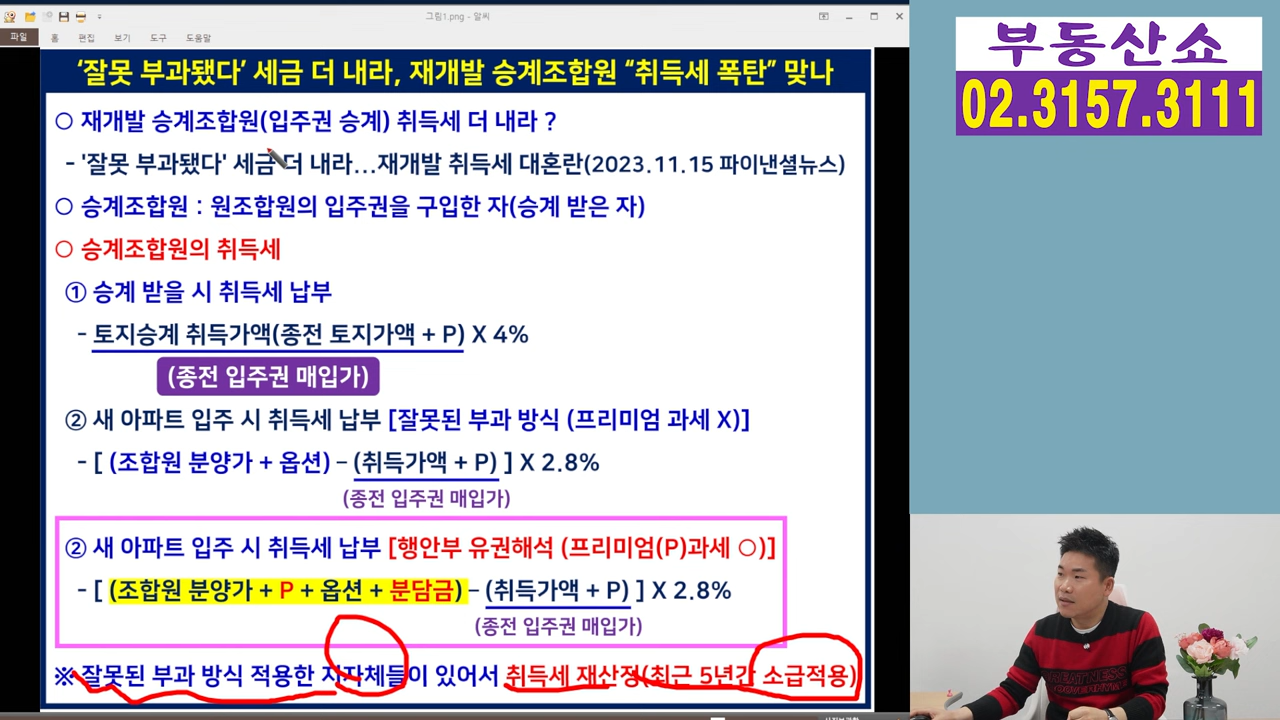 그림1.png - 알씨
파일 홈 편집 보기 도구 도움말
‘잘못 부과됐다’ 세금 더 내라, 재개발 승계조합원 “취득세 폭탄” 맞나
○ 재개발 승계조합원(입주권 승계) 취득세 더 내라 ?
- '잘못 부과됐다' 세금 더 내라...재개발 취득세 대혼란(2023.11.15 파이낸셜뉴스)
○ 승계조합원 : 원조합원의 입주권을 구입한 자(승계 받은 자)
○ 승계조합원의 취득세
① 승계 받을 시 취득세 납부
- 토지승계 취득가액(종전 토지가액 + P) X 4%
(종전 입주권 매입가)
② 새 아파트 입주 시 취득세 납부 [잘못된 부과 방식 (프리미엄 과세 X)]
- [ (조합원 분양가 + 옵션) – (취득가액 + P) ] X 2.8%
(종전 입주권 매입가)
② 새 아파트 입주 시 취득세 납부 [행안부 유권해석 (프리미엄(P)과세 ○)]
- [ (조합원 분양가 + P + 옵션 + 분담금) – (취득가액 + P) ] X 2.8%
(종전 입주권 매입가)
※ 잘못된 부과 방식 적용한 지자체들이 있어서 취득세 재산정(최근 5년간 소급적용)
부동산쇼
02.3157.3111